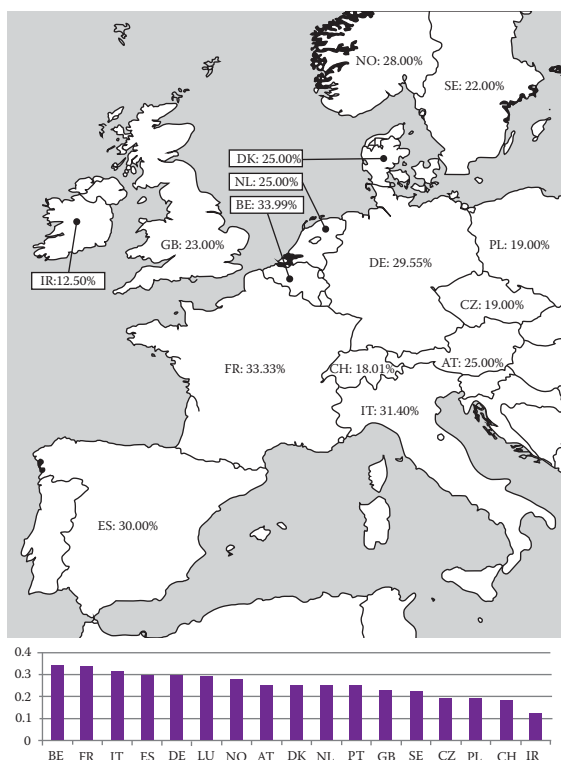 NO: 28.00%
SE: 22.00%
DK: 25.00%
NL: 25.00%
BE: 33.99%
GB: 23.00%
DE: 29.55%
PL: 19.00%
IR:12.50%
CZ: 19.00%
FR: 33.33%
CH: 18.01%
AT: 25.00%
IT: 31.40%
ES: 30.00%
0.4
0.3
0.2
0.1
0
BE FR IT ES DE LU NO AT DK NL PT GB SE CZ PL CH IR